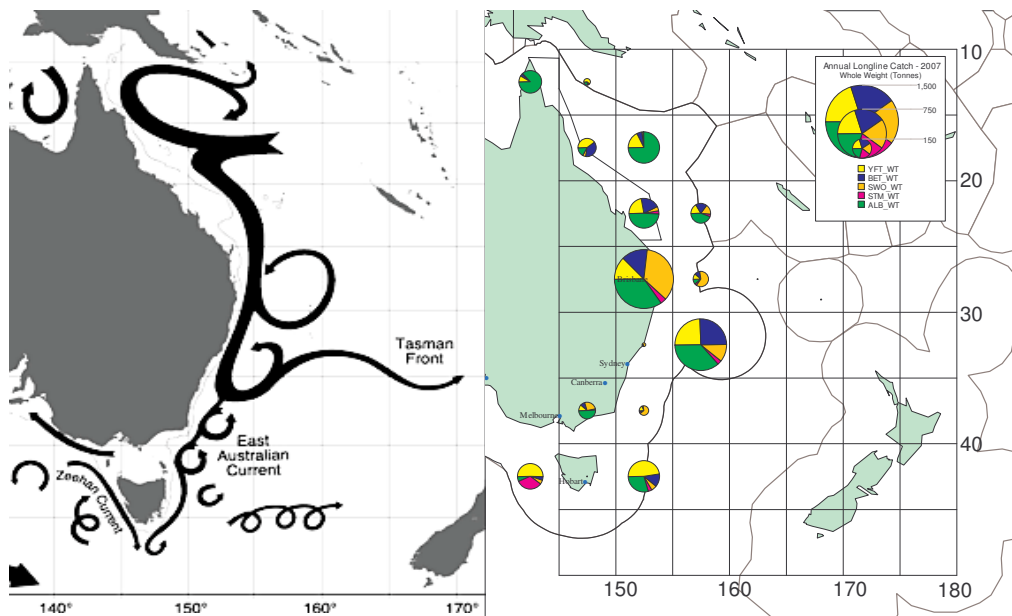 Tasman
Front
East
Australian
Current
Zeehan Current
140°
150°
160°
170°
Annual Longline Catch - 2007
Whole Weight (Tonnes)
1,500
750
150
YFT_WT
BET_WT
SWO_WT
STM_WT
ALB_WT
10
20
30
40
Brisbane
Sydney
Canberra
Melbourne
Hobart
150
160
170
180